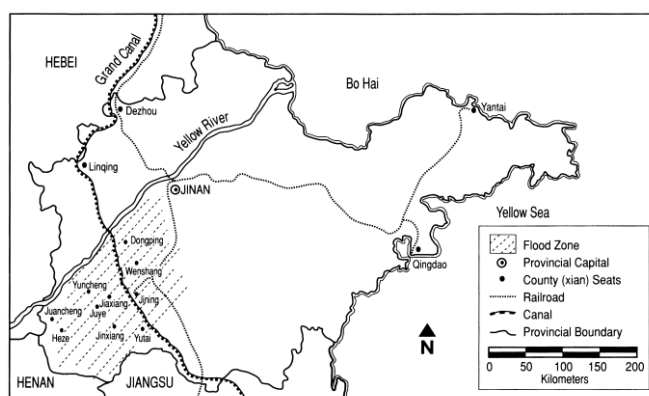 HEBEI
Grand Canal
Bo Hai
Dezhou
Yantai
Yellow River
Linqing
JINAN
Yellow Sea
Dongping
Qingdao
Wenshang
Yuncheng
Jiaxiang
Jining
Juancheng
Juye
Heze
Jinxiang
Yutai
HENAN
JIANGSU
N
Flood Zone
Provincial Capital
County (xian) Seats
Railroad
Canal
Provincial Boundary
0 50 100 150 200
Kilometers